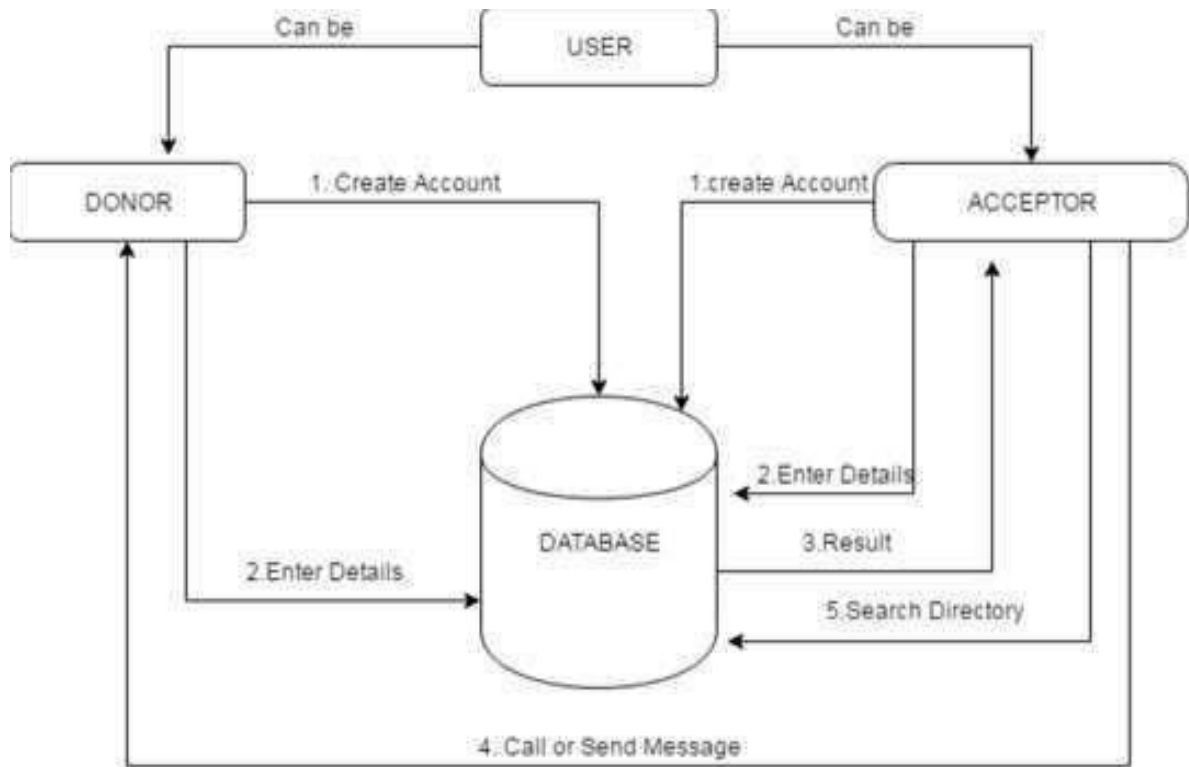 Can be
USER
Can be
DONOR
1. Create Account
1.create Account
ACCEPTOR
2.Enter Details
DATABASE
3.Result
2.Enter Details
5.Search Directory
4. Call or Send Message